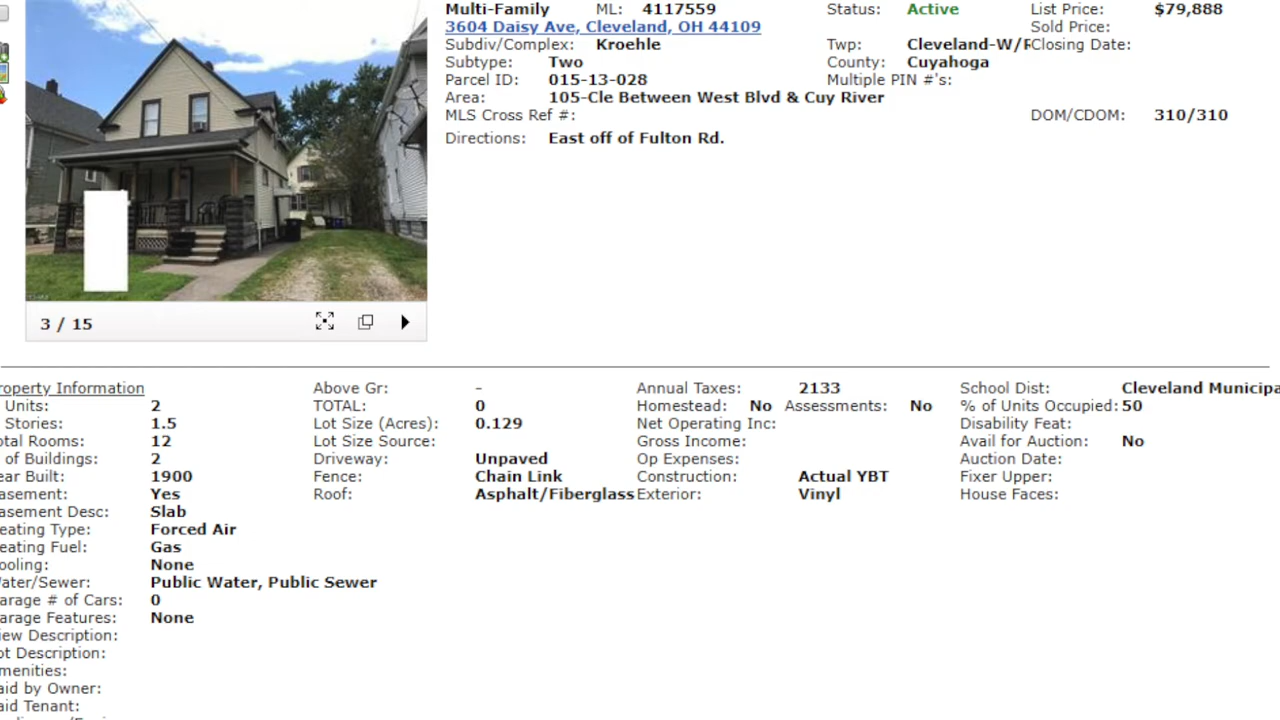 Multi-Family ML: 4117559 Status: Active List Price: $79,888
3604 Daisy Ave, Cleveland, OH 44109 Sold Price:
Subdiv/Complex: Kroehle Twp: Cleveland-W/F Closing Date:
Subtype: Two County: Cuyahoga
Parcel ID: 015-13-028 Multiple PIN #'s:
Area: 105-Cle Between West Blvd & Cuy River
MLS Cross Ref #: DOM/CDOM: 310/310
Directions: East off of Fulton Rd.
3 / 15
roperty Information Above Gr: - Annual Taxes: 2133 School Dist: Cleveland Municipa
Units: 2 TOTAL: 0 Homestead: No Assessments: No % of Units Occupied: 50
Stories: 1.5 Lot Size (Acres): 0.129 Net Operating Inc: Disability Feat:
otal Rooms: 12 Lot Size Source: Gross Income: Avail for Auction: No
of Buildings: 2 Driveway: Unpaved Op Expenses: Auction Date:
ear Built: 1900 Fence: Chain Link Construction: Actual YBT Fixer Upper:
asement: Yes Roof: Asphalt/Fiberglass Exterior: Vinyl House Faces:
asement Desc: Slab
eating Type: Forced Air
eating Fuel: Gas
ooling: None
ater/Sewer: Public Water, Public Sewer
arage # of Cars: 0
arage Features: None
iew Description:
ot Description:
menities:
aid by Owner:
aid Tenant: